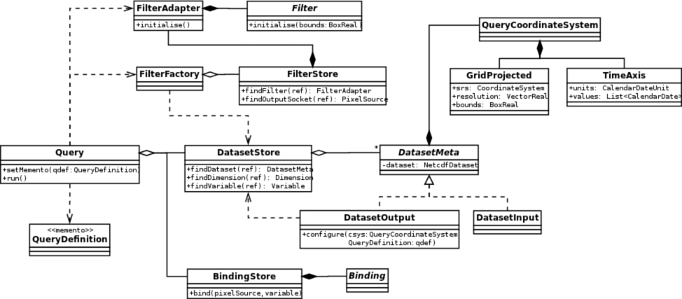 FilterAdapter
+initialise()
Filter
+initialise(bounds:BoxReal)
QueryCoordinateSystem
FilterFactory
FilterStore
+findFilter(ref): FilterAdapter
+findOutputSocket(ref): PixelSource
GridProjected
+srs: CoordinateSystem
+resolution: VectorReal
+bounds: BoxReal
TimeAxis
+units: CalendarDateUnit
+values: List<CalendarDate>
Query
+setMemento(qdef:QueryDefinition)
+run()
DatasetStore
+findDataset(ref): DatasetMeta
+findDimension(ref): Dimension
+findVariable(ref): Variable
*
DatasetMeta
-dataset: NetcdfDataset
<<memento>>
QueryDefinition
DatasetOutput
+configure(csys:QueryCoordinateSystem
QueryDefinition:qdef)
DatasetInput
BindingStore
+bind(pixelSource,variable)
Binding